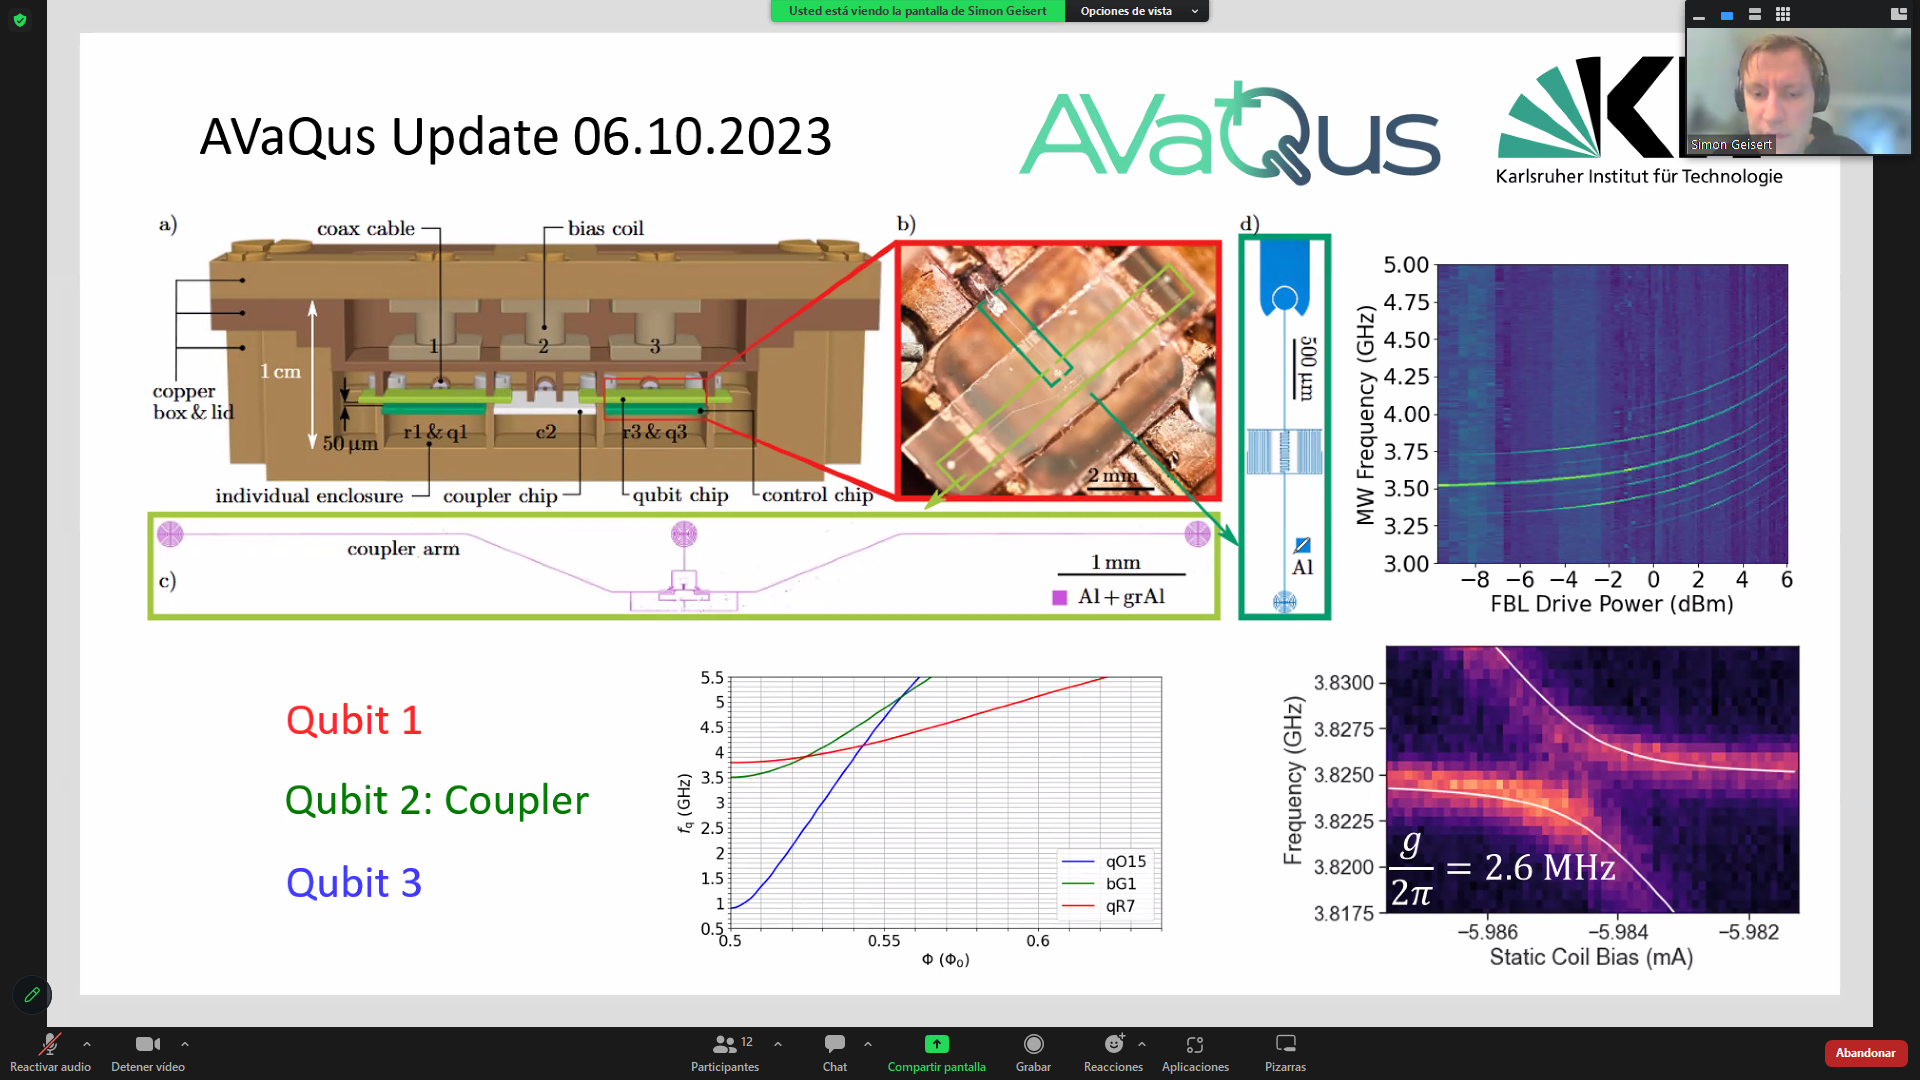 Usted está viendo la pantalla de Simon Geisert
Opciones de vista
Simon Geisert
AVaQus Update 06.10.2023
AVaQus
Karlsruher Institut für Technologie
a)
coax cable
bias coil
1
2
3
1 cm
copper
box & lid
50 μm
r1 & q1
c2
r3 & q3
individual enclosure
coupler chip
qubit chip
control chip
b)
2 mm
c)
coupler arm
1 mm
Al + grAl
d)
500 μm
Al
MW Frequency (GHz)
5.00
4.75
4.50
4.25
4.00
3.75
3.50
3.25
3.00
−8 −6 −4 −2 0 2 4 6
FBL Drive Power (dBm)
Qubit 1
Qubit 2: Coupler
Qubit 3
fq (GHz)
5.5
5
4.5
4
3.5
3
2.5
2
1.5
1
0.5
0.5 0.55 0.6
Φ (Φ0)
qO15
bG1
qR7
Frequency (GHz)
3.8300
3.8275
3.8250
3.8225
3.8200
3.8175
g/2π = 2.6 MHz
−5.986 −5.984 −5.982
Static Coil Bias (mA)
Reactivar audio
Detener vídeo
12
Participantes
Chat
Compartir pantalla
Grabar
Reacciones
Aplicaciones
Pizarras
Abandonar